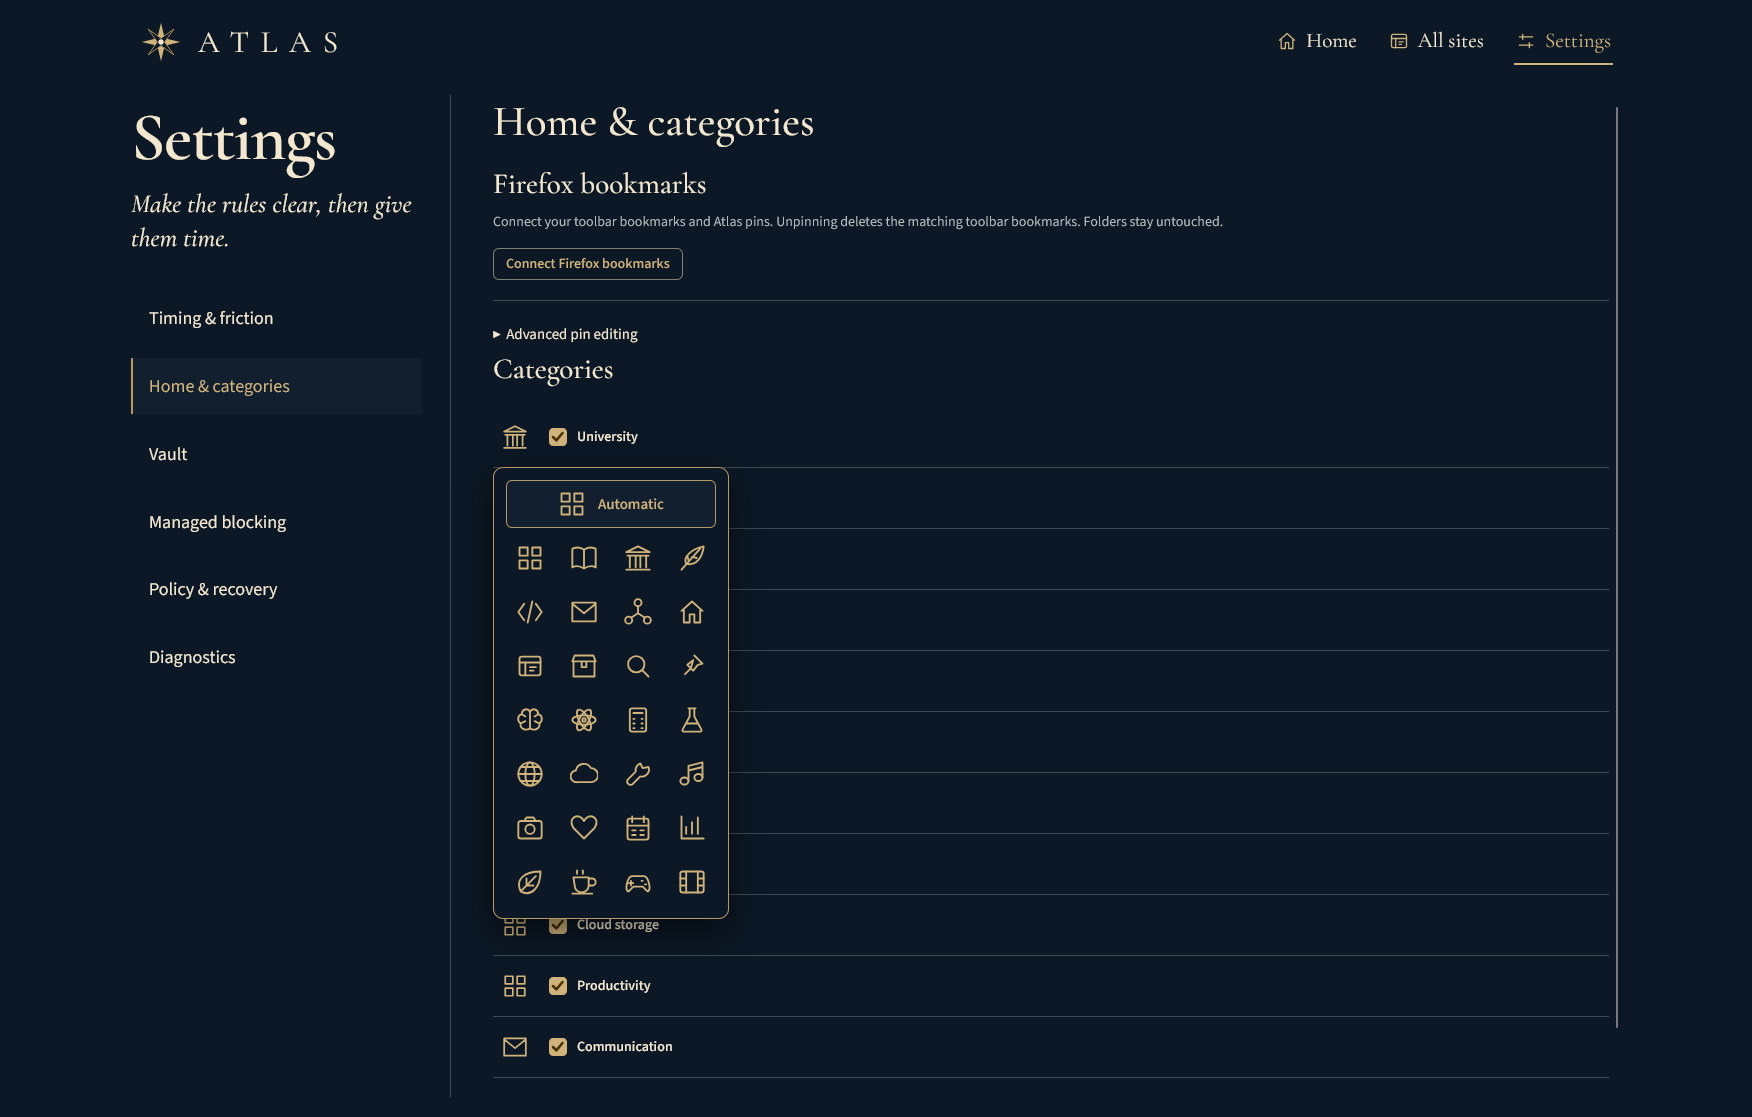 ATLAS
Home
All sites
Settings
Settings
Make the rules clear, then give
them time.
Timing & friction
Home & categories
Vault
Managed blocking
Policy & recovery
Diagnostics
Home & categories
Firefox bookmarks
Connect your toolbar bookmarks and Atlas pins. Unpinning deletes the matching toolbar bookmarks. Folders stay untouched.
Connect Firefox bookmarks
Advanced pin editing
Categories
University
Automatic
Cloud storage
Productivity
Communication